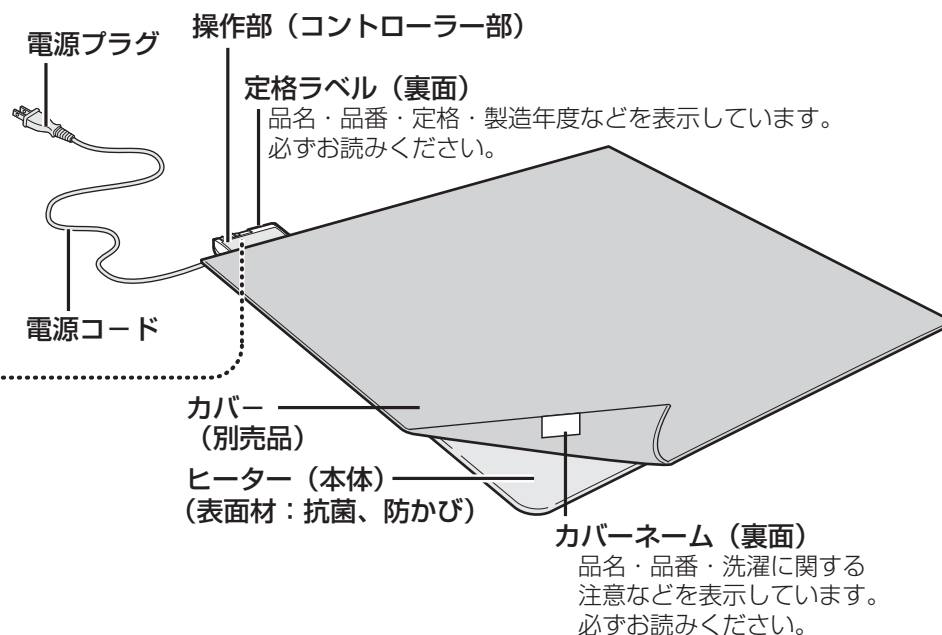 操作部（コントローラー部）
電源プラグ
定格ラベル（裏面）
品名・品番・定格・製造年度などを表示しています。
必ずお読みください。
電源コード
カバー
（別売品）
ヒーター（本体）
（表面材：抗菌、防かび）
カバーネーム（裏面）
品名・品番・洗濯に関する
注意などを表示しています。
必ずお読みください。